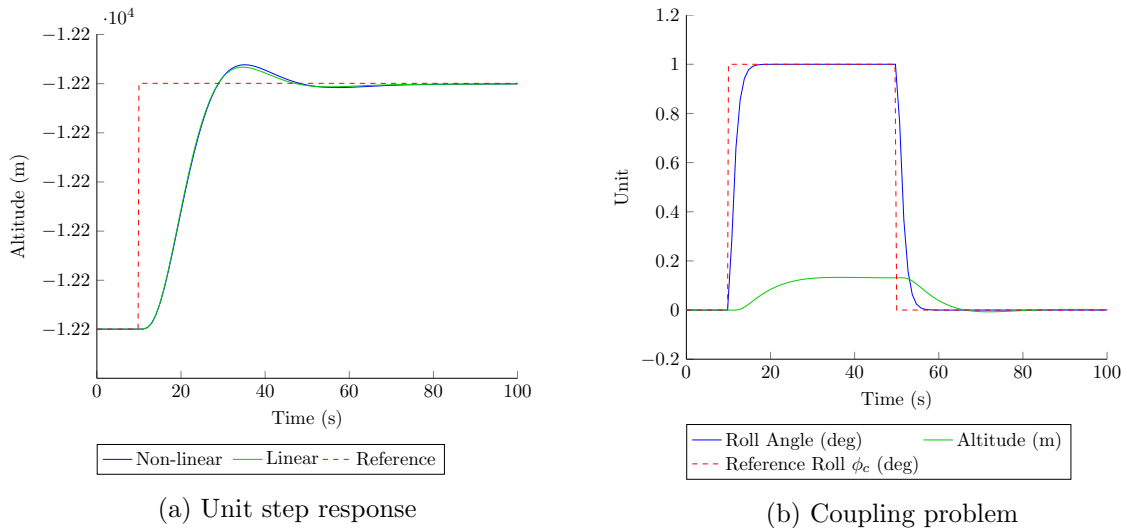 ·10⁴
−1.22
−1.22
−1.22
−1.22
−1.22
−1.22
−1.22
Altitude (m)
0 20 40 60 80 100
Time (s)
Non-linear Linear Reference
(a) Unit step response
1.2
1
0.8
0.6
0.4
0.2
0
−0.2
Unit
0 20 40 60 80 100
Time (s)
Roll Angle (deg) Altitude (m)
Reference Roll ϕc (deg)
(b) Coupling problem